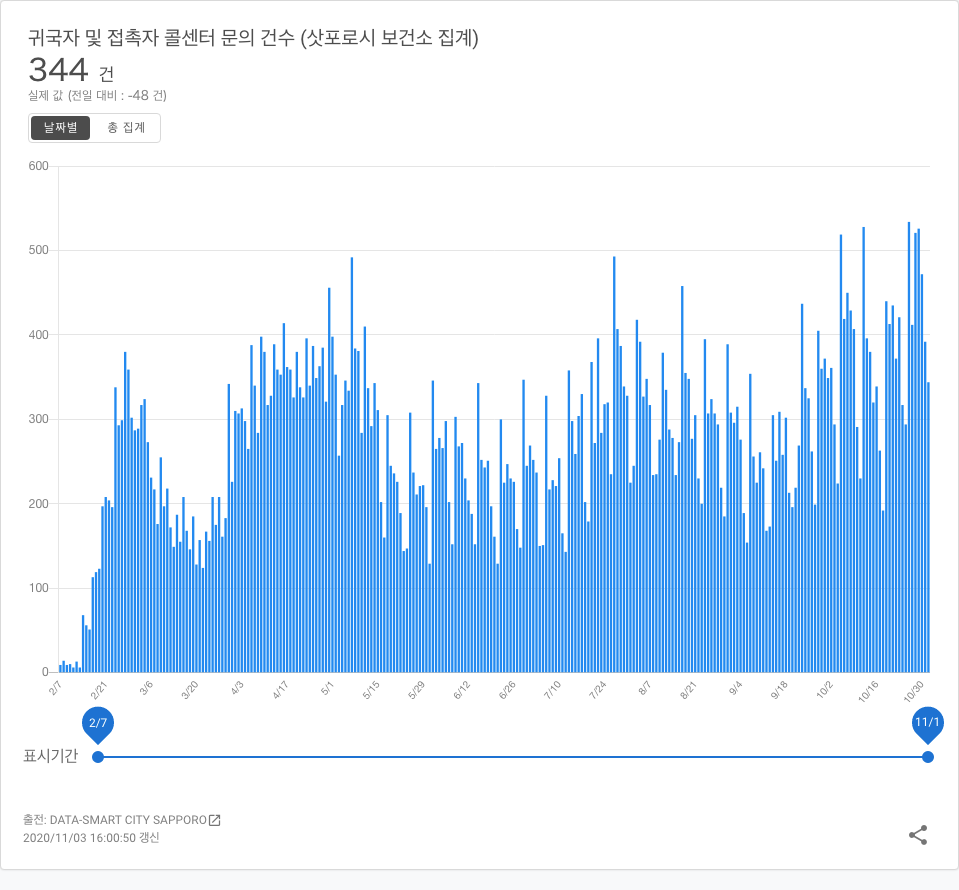 귀국자 및 접촉자 콜센터 문의 건수 (삿포로시 보건소 집계)
344 건
실제 값 (전일 대비 : -48 건)
날짜별 총 집계
600
500
400
300
200
100
0
2/7 2/21 3/6 3/20 4/3 4/17 5/1 5/15 5/29 6/12 6/26 7/10 7/24 8/7 8/21 9/4 9/18 10/2 10/16 10/30
2/7 11/1
표시기간
출전: DATA-SMART CITY SAPPORO
2020/11/03 16:00:50 갱신